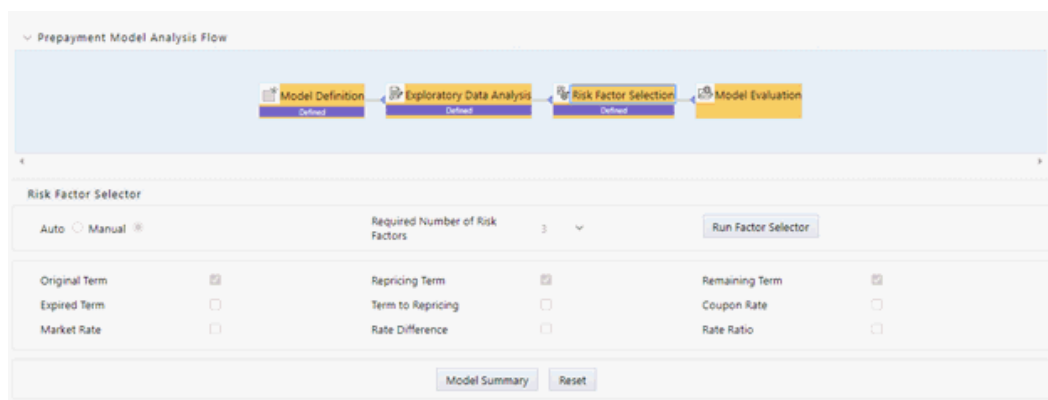 Prepayment Model Analysis Flow
Model Definition
Defined
Exploratory Data Analysis
Defined
Risk Factor Selection
Defined
Model Evaluation
Risk Factor Selector
Auto Manual
Required Number of Risk
Factors
3
Run Factor Selector
Original Term
Repricing Term
Remaining Term
Expired Term
Term to Repricing
Coupon Rate
Market Rate
Rate Difference
Rate Ratio
Model Summary
Reset